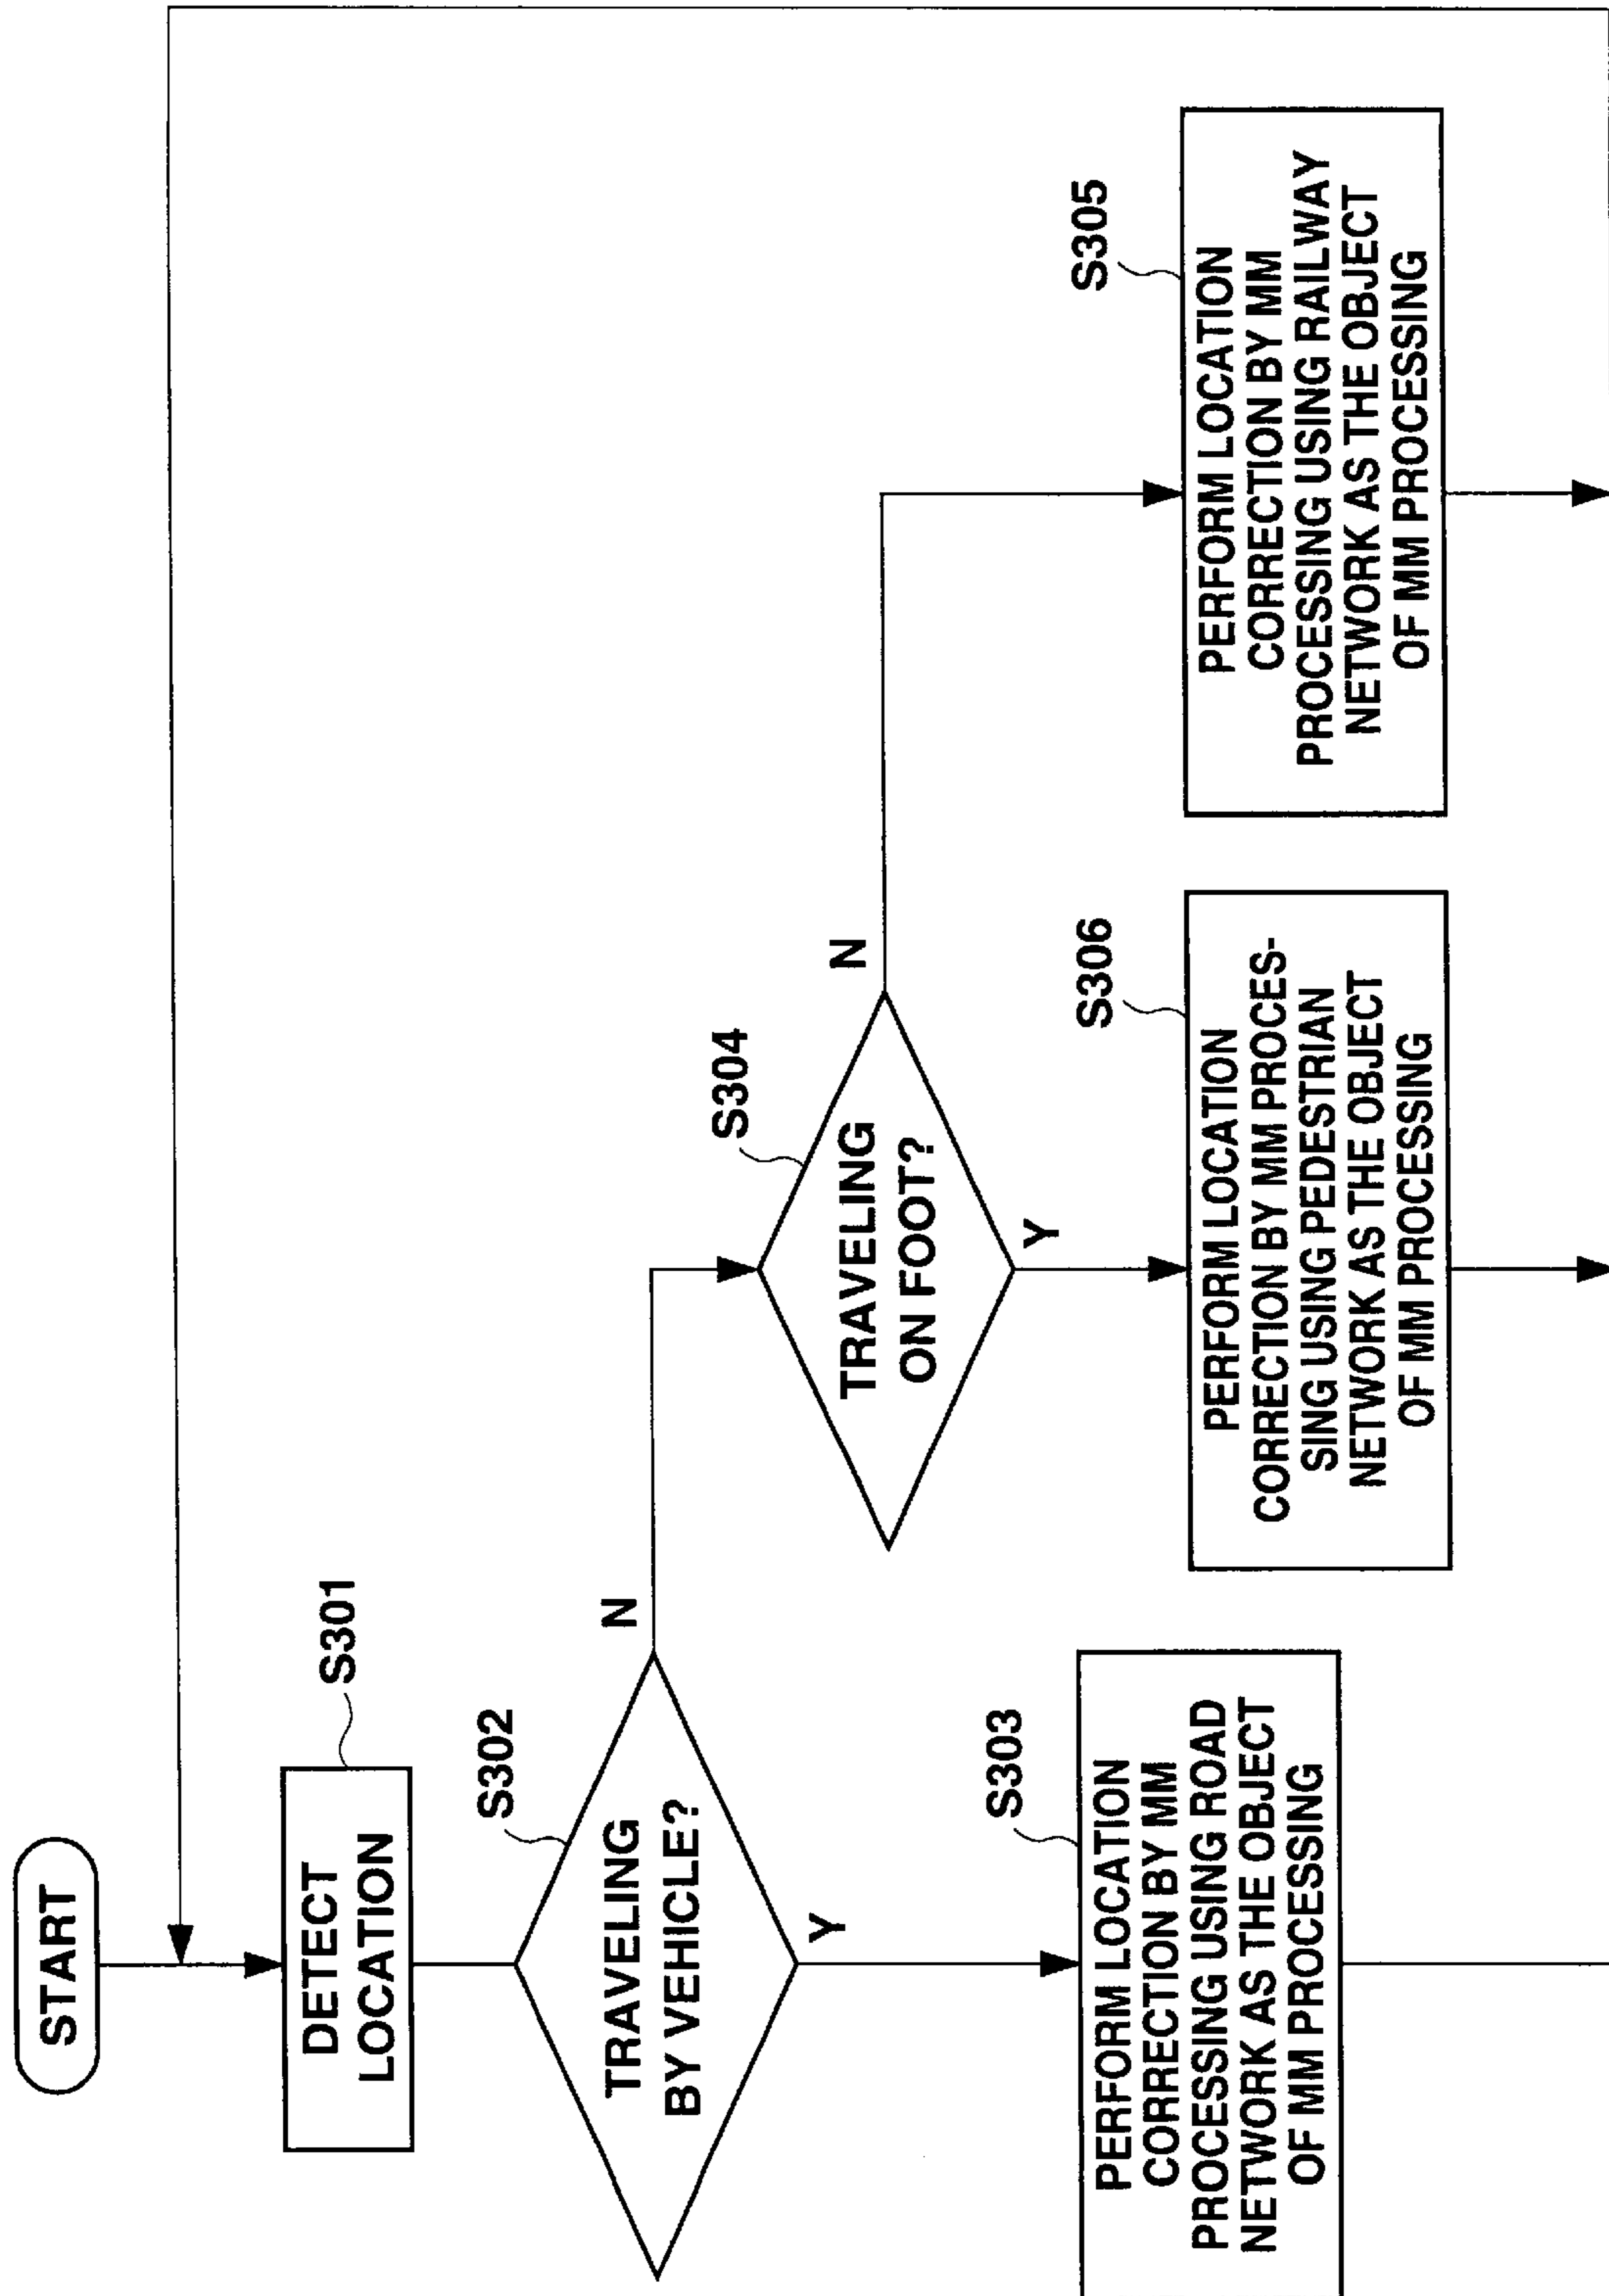 START
DETECT
LOCATION
S301
TRAVELING
BY VEHICLE?
S302
N
Y
PERFORM LOCATION
CORRECTION BY MM
PROCESSING USING ROAD
NETWORK AS THE OBJECT
OF MM PROCESSING
S303
TRAVELING
ON FOOT?
S304
N
Y
PERFORM LOCATION
CORRECTION BY MM PROCES-
SING USING PEDESTRIAN
NETWORK AS THE OBJECT
OF MM PROCESSING
S306
PERFORM LOCATION
CORRECTION BY MM
PROCESSING USING RAILWAY
NETWORK AS THE OBJECT
OF MM PROCESSING
S305